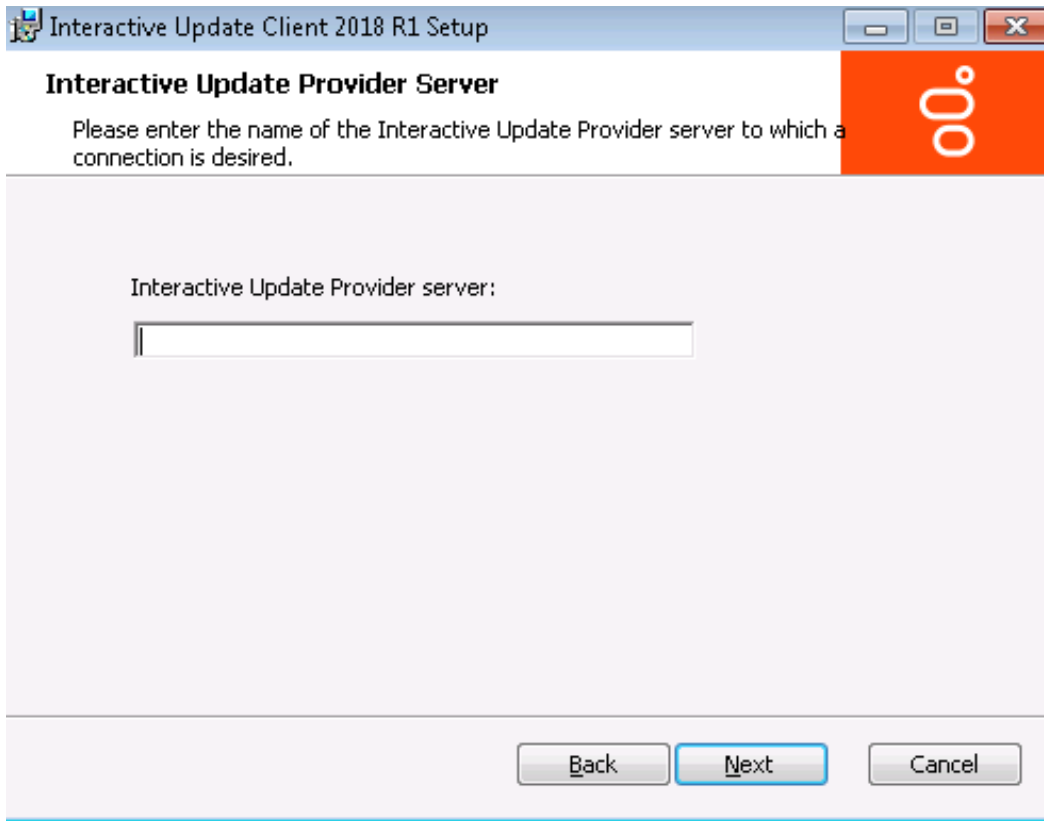 Interactive Update Client 2018 R1 Setup
Interactive Update Provider Server
Please enter the name of the Interactive Update Provider server to which a
connection is desired.
Interactive Update Provider server:
Back
Next
Cancel